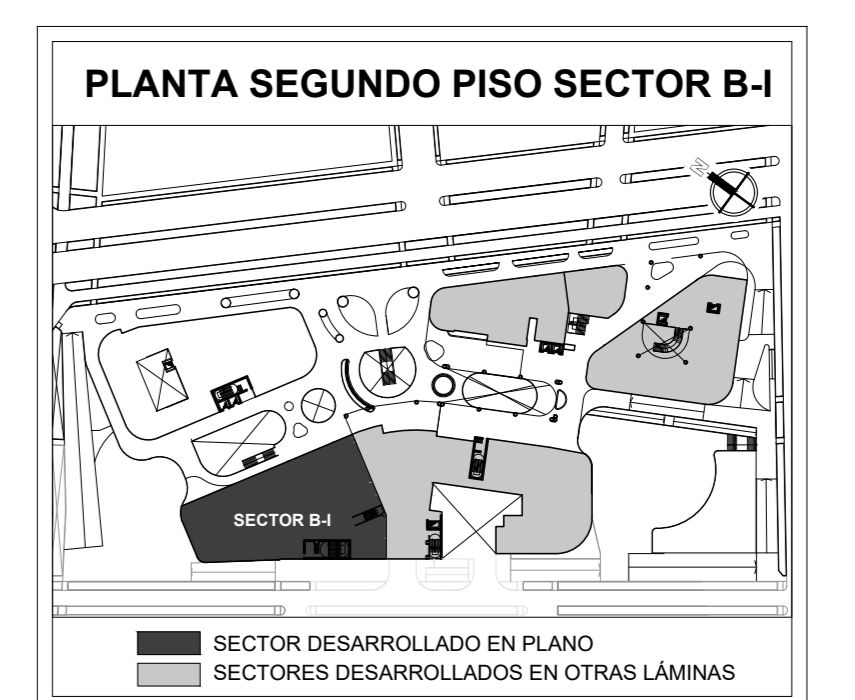 PLANTA SEGUNDO PISO SECTOR B-I
N
SECTOR B-I
SECTOR DESARROLLADO EN PLANO
SECTORES DESARROLLADOS EN OTRAS LÁMINAS